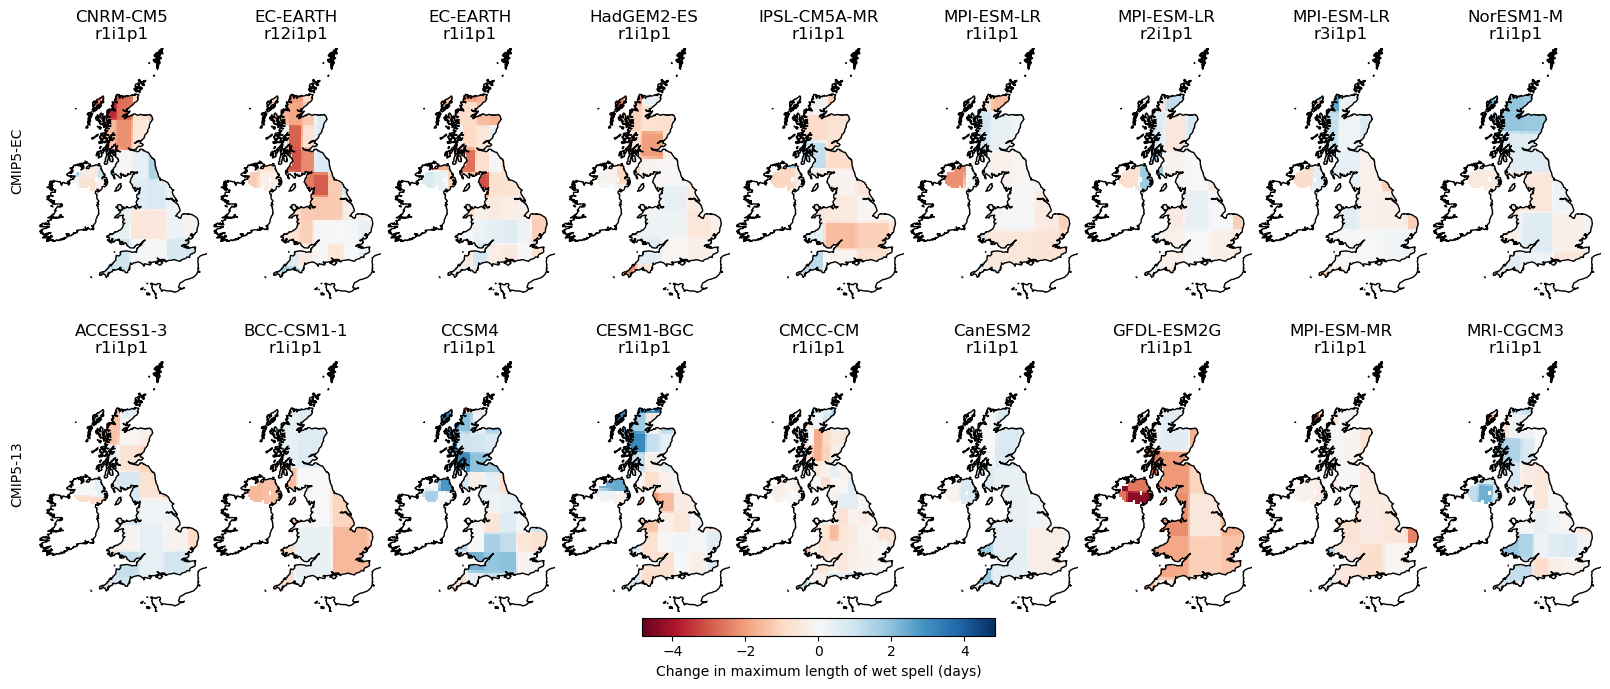 CNRM-CM5 EC-EARTH EC-EARTH HadGEM2-ES IPSL-CM5A-MR MPI-ESM-LR MPI-ESM-LR MPI-ESM-LR NorESM1-M
r1i1p1 r12i1p1 r1i1p1 r1i1p1 r1i1p1 r1i1p1 r2i1p1 r3i1p1 r1i1p1
CMIP5-EC
ACCESS1-3 BCC-CSM1-1 CCSM4 CESM1-BGC CMCC-CM CanESM2 GFDL-ESM2G MPI-ESM-MR MRI-CGCM3
r1i1p1 r1i1p1 r1i1p1 r1i1p1 r1i1p1 r1i1p1 r1i1p1 r1i1p1 r1i1p1
CMIP5-13
−4 −2 0 2 4
Change in maximum length of wet spell (days)